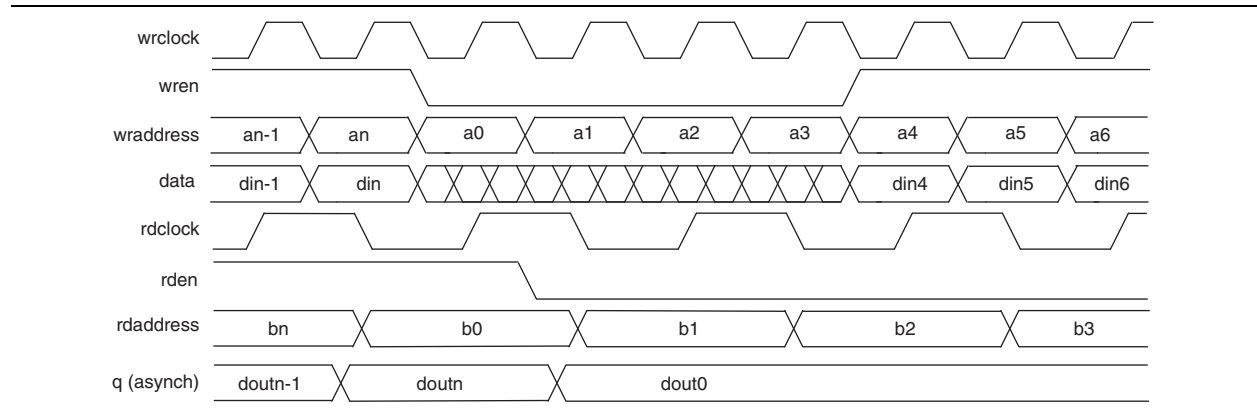 wrclock
wren
wraddress an-1 an a0 a1 a2 a3 a4 a5 a6
data din-1 din din4 din5 din6
rdclock
rden
rdaddress bn b0 b1 b2 b3
q (asynch) doutn-1 doutn dout0